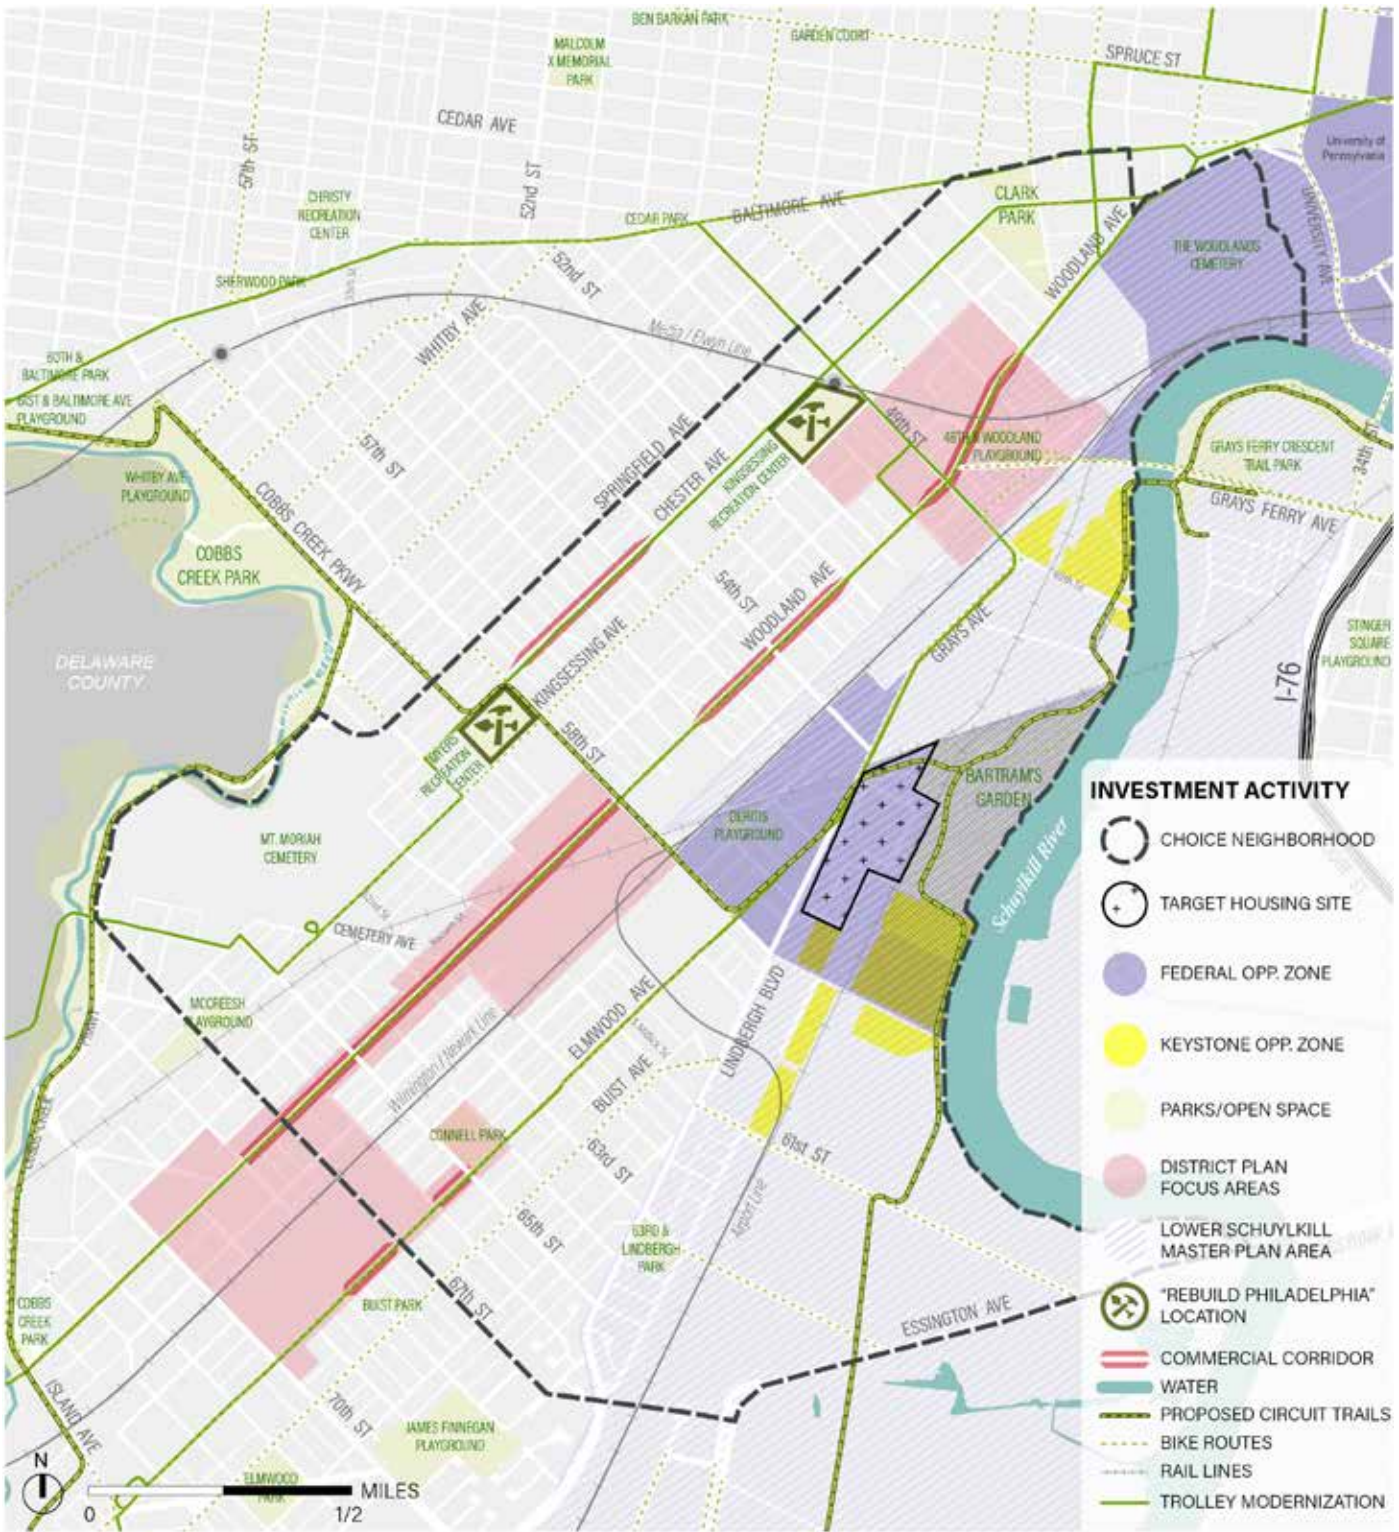 BEN BARKAN PARK
GARDEN COURT
MALCOLM
X MEMORIAL
PARK
SPRUCE ST
CEDAR AVE
57th ST
52nd ST
University of
Pennsylvania
CHRISTY
RECREATION
CENTER
CLARK
PARK
CEDAR PARK
BALTIMORE AVE
WOODLAND AVE
UNIVERSITY AVE
THE WOODLANDS
CEMETERY
SHERWOOD PARK
52nd ST
WHITBY AVE
Media / Elwyn Line
60TH &
BALTIMORE PARK
61ST & BALTIMORE AVE
PLAYGROUND
57th ST
49th ST
48TH & WOODLAND
PLAYGROUND
GRAYS FERRY CRESCENT
TRAIL PARK
34th ST
WHITBY AVE
PLAYGROUND
COBBS CREEK PKWY
SPRINGFIELD AVE
CHESTER AVE
KINGSESSING
RECREATION CENTER
GRAYS FERRY AVE
COBBS
CREEK PARK
54th ST
WOODLAND AVE
KINGSESSING AVE
GRAYS AVE
STINGER
SQUARE
PLAYGROUND
I-76
DELAWARE
COUNTY
58th ST
MYERS
RECREATION
CENTER
BARTRAM'S
GARDEN
DERITIS
PLAYGROUND
MT. MORIAH
CEMETERY
Schuylkill River
CEMETERY AVE
MCCREESH
PLAYGROUND
ELMWOOD AVE
LINDBERGH BLVD
Wilmington / Newark Line
BUIST AVE
CONNELL PARK
63rd ST
61st ST
65th ST
Airport Line
63RD &
LINDBERGH
PARK
67th ST
BUIST PARK
ESSINGTON AVE
COBBS
CREEK
PARK
ISLAND AVE
70th ST
JAMES FINNEGAN
PLAYGROUND
ELMWOOD
PARK
N
0
1/2
MILES
INVESTMENT ACTIVITY
CHOICE NEIGHBORHOOD
TARGET HOUSING SITE
FEDERAL OPP. ZONE
KEYSTONE OPP. ZONE
PARKS/OPEN SPACE
DISTRICT PLAN
FOCUS AREAS
LOWER SCHUYLKILL
MASTER PLAN AREA
"REBUILD PHILADELPHIA"
LOCATION
COMMERCIAL CORRIDOR
WATER
PROPOSED CIRCUIT TRAILS
BIKE ROUTES
RAIL LINES
TROLLEY MODERNIZATION